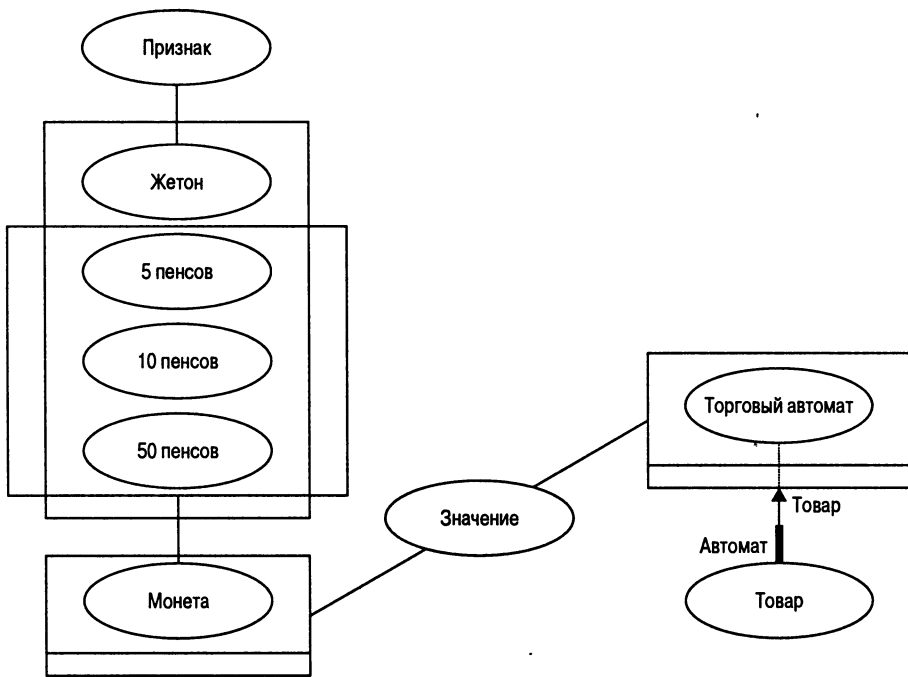 Признак
Жетон
5 пенсов
10 пенсов
50 пенсов
Торговый автомат
Значение
Товар
Автомат
Монета
Товар